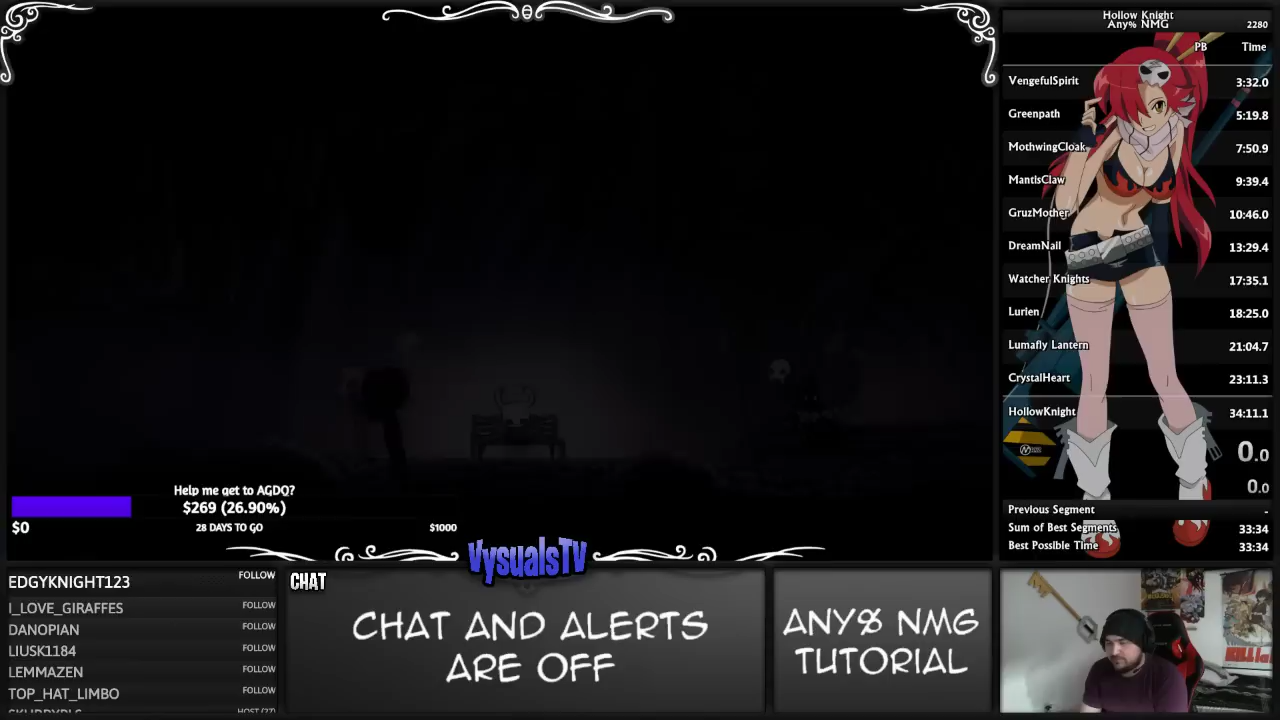 Hollow Knight
Any% NMG 2280
PB Time
VengefulSpirit 3:32.0
Greenpath 5:19.8
MothwingCloak 7:50.9
MantisClaw 9:39.4
GruzMother 10:46.0
DreamNail 13:29.4
Watcher Knights 17:35.1
Lurien 18:25.0
Lumafly Lantern 21:04.7
CrystalHeart 23:11.3
HollowKnight 34:11.1
0.0
0.0
Previous Segment -
Sum of Best Segments 33:34
Best Possible Time 33:34
Help me get to AGDQ?
$269 (26.90%)
$0 28 DAYS TO GO $1000
VysualsTV
EDGYKNIGHT123 FOLLOW
I_LOVE_GIRAFFES FOLLOW
DANOPIAN FOLLOW
LIUSK1184 FOLLOW
LEMMAZEN FOLLOW
TOP_HAT_LIMBO FOLLOW
CHAT
CHAT AND ALERTS
ARE OFF
ANY% NMG
TUTORIAL